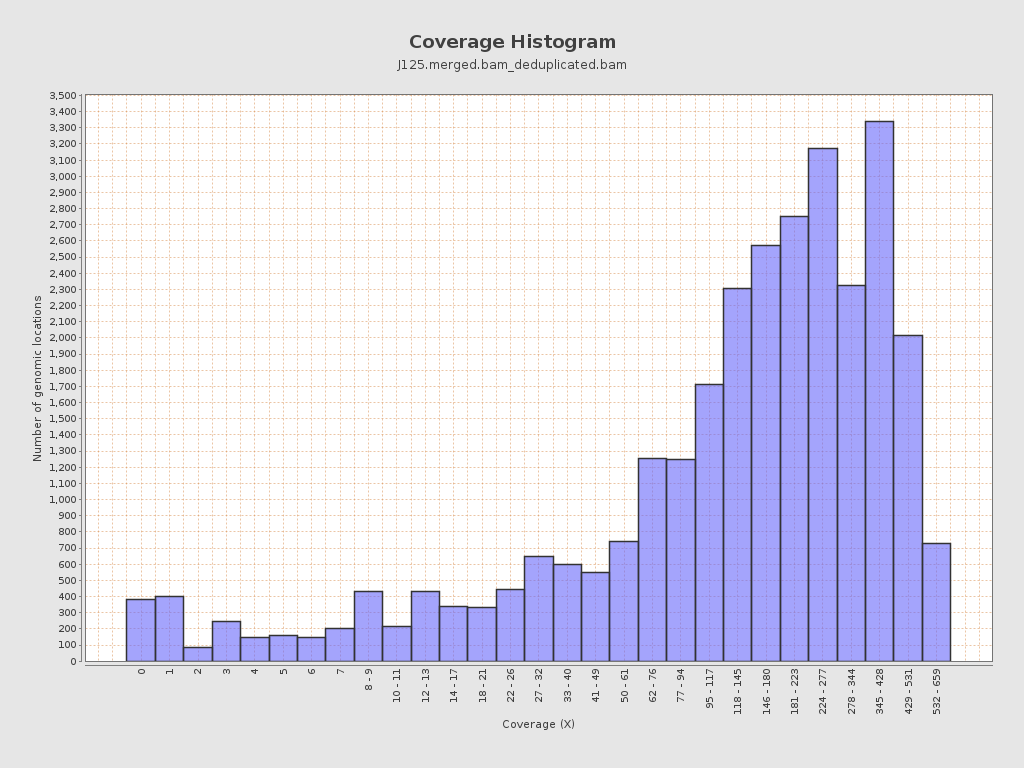 Coverage Histogram
J125.merged.bam_deduplicated.bam
3,500
3,400
3,300
3,200
3,100
3,000
2,900
2,800
2,700
2,600
2,500
2,400
2,300
2,200
2,100
2,000
1,900
1,800
1,700
1,600
1,500
1,400
1,300
1,200
1,100
1,000
900
800
700
600
500
400
300
200
100
0
Number of genomic locations
0
1
2
3
4
5
6
7
8 - 9
10 - 11
12 - 13
14 - 17
18 - 21
22 - 26
27 - 32
33 - 40
41 - 49
50 - 61
62 - 76
77 - 94
95 - 117
118 - 145
146 - 180
181 - 223
224 - 277
278 - 344
345 - 428
429 - 531
532 - 659
Coverage (X)